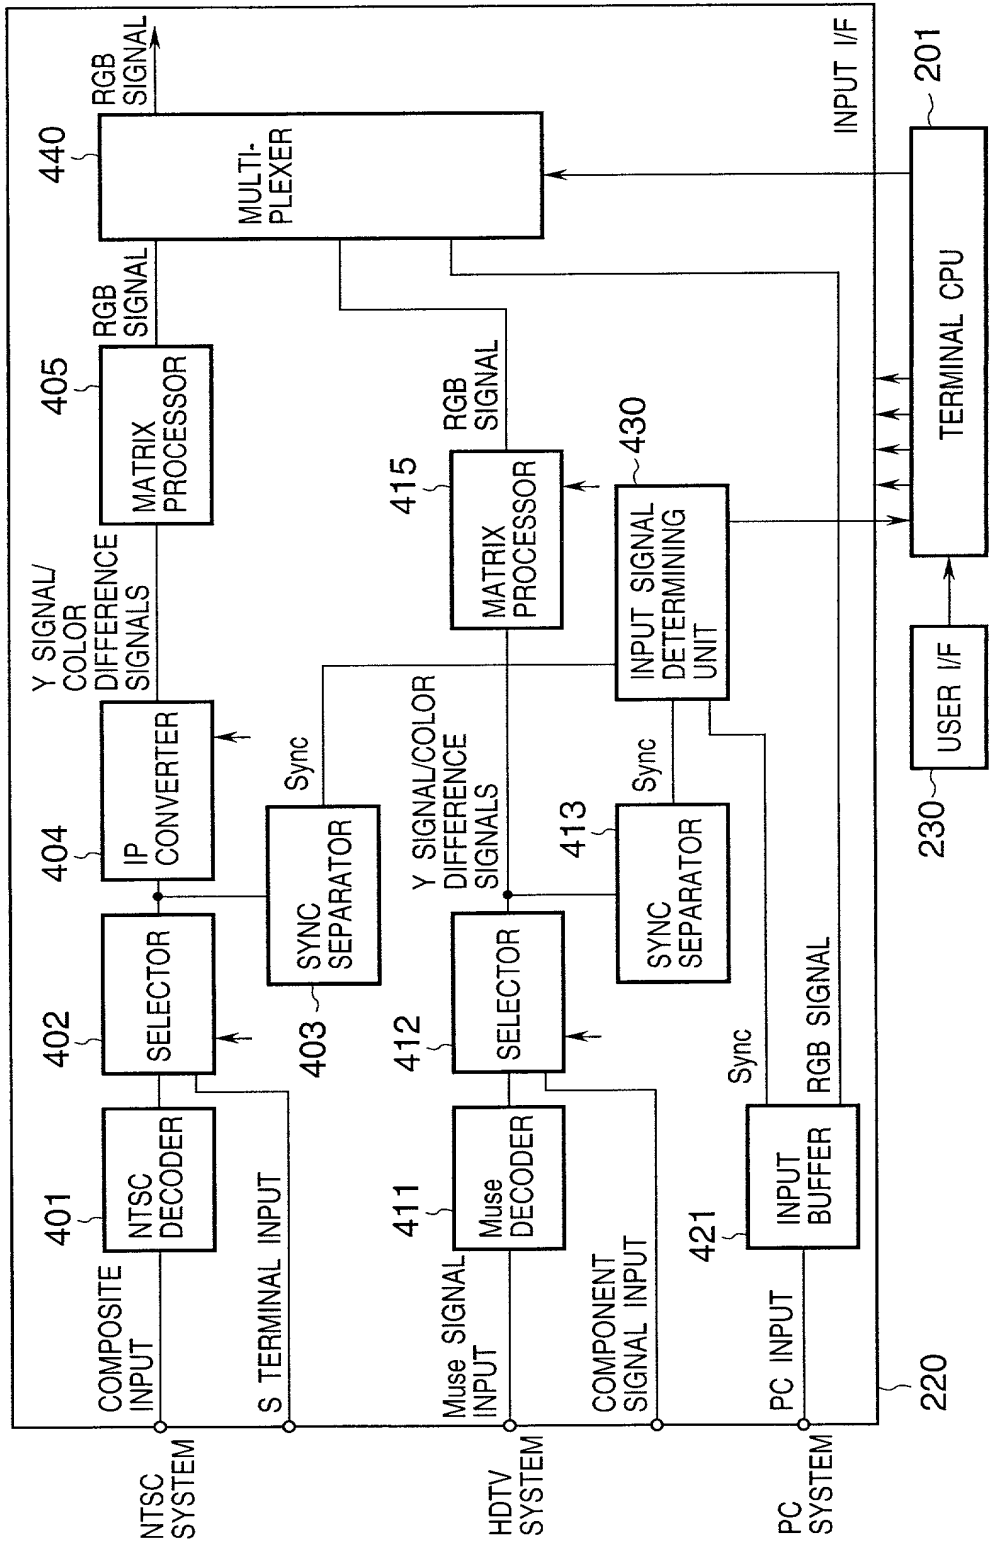 NTSC
SYSTEM
COMPOSITE
INPUT
401
NTSC
DECODER
402
SELECTOR
404
IP
CONVERTER
Y SIGNAL/
COLOR
DIFFERENCE
SIGNALS
405
MATRIX
PROCESSOR
RGB
SIGNAL
440
MULTI-
PLEXER
RGB
SIGNAL
S TERMINAL INPUT
403
SYNC
SEPARATOR
Sync
HDTV
SYSTEM
Muse SIGNAL
INPUT
411
Muse
DECODER
412
SELECTOR
Y SIGNAL/COLOR
DIFFERENCE
SIGNALS
415
MATRIX
PROCESSOR
RGB
SIGNAL
COMPONENT
SIGNAL INPUT
413
SYNC
SEPARATOR
Sync
430
INPUT SIGNAL
DETERMINING
UNIT
PC
SYSTEM
PC INPUT
421
INPUT
BUFFER
Sync
RGB SIGNAL
INPUT I/F
220
230
USER I/F
TERMINAL CPU
201